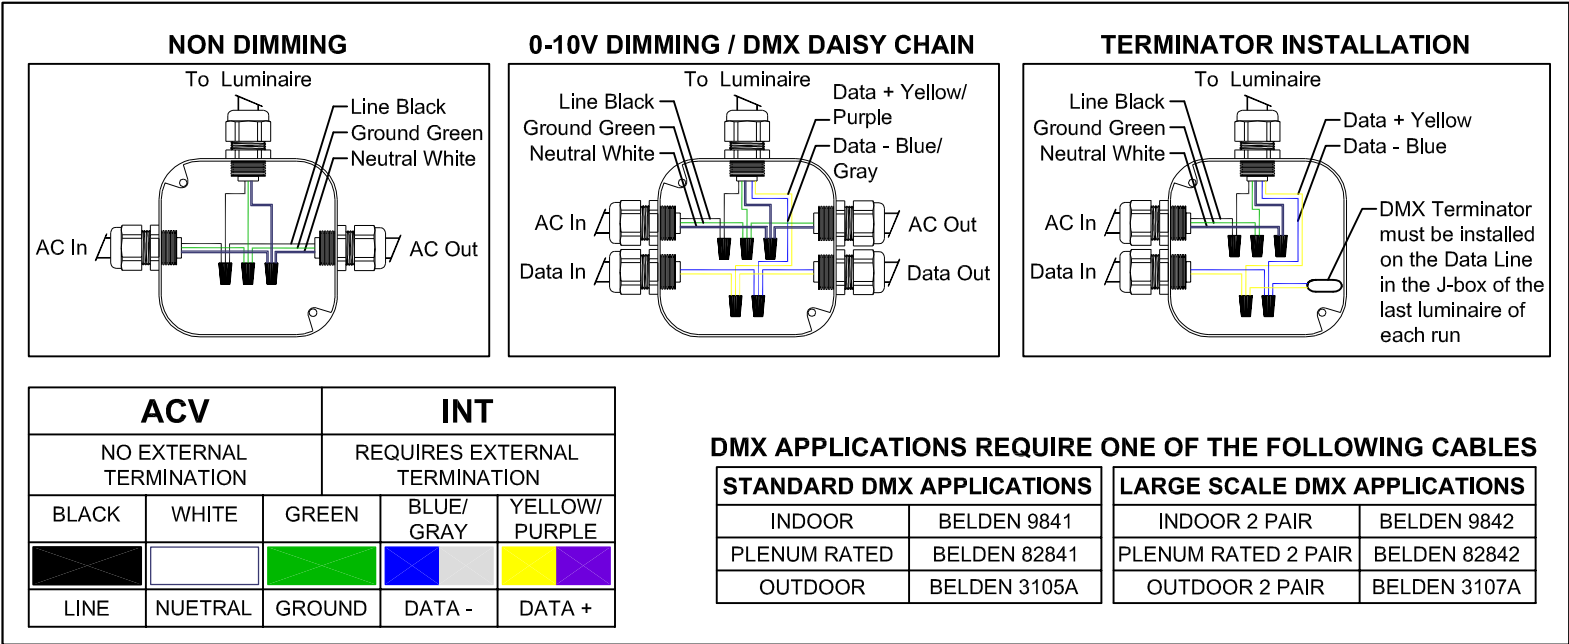 NON DIMMING
To Luminaire
Line Black
Ground Green
Neutral White
AC In
AC Out
0-10V DIMMING / DMX DAISY CHAIN
To Luminaire
Line Black
Ground Green
Neutral White
Data + Yellow/
Purple
Data - Blue/
Gray
AC In
AC Out
Data In
Data Out
TERMINATOR INSTALLATION
To Luminaire
Line Black
Ground Green
Neutral White
Data + Yellow
Data - Blue
AC In
Data In
DMX Terminator
must be installed
on the Data Line
in the J-box of the
last luminaire of
each run
ACV INT
NO EXTERNAL
TERMINATION
REQUIRES EXTERNAL
TERMINATION
BLACK WHITE GREEN BLUE/
GRAY YELLOW/
PURPLE
LINE NUETRAL GROUND DATA - DATA +
DMX APPLICATIONS REQUIRE ONE OF THE FOLLOWING CABLES
STANDARD DMX APPLICATIONS
INDOOR BELDEN 9841
PLENUM RATED BELDEN 82841
OUTDOOR BELDEN 3105A
LARGE SCALE DMX APPLICATIONS
INDOOR 2 PAIR BELDEN 9842
PLENUM RATED 2 PAIR BELDEN 82842
OUTDOOR 2 PAIR BELDEN 3107A